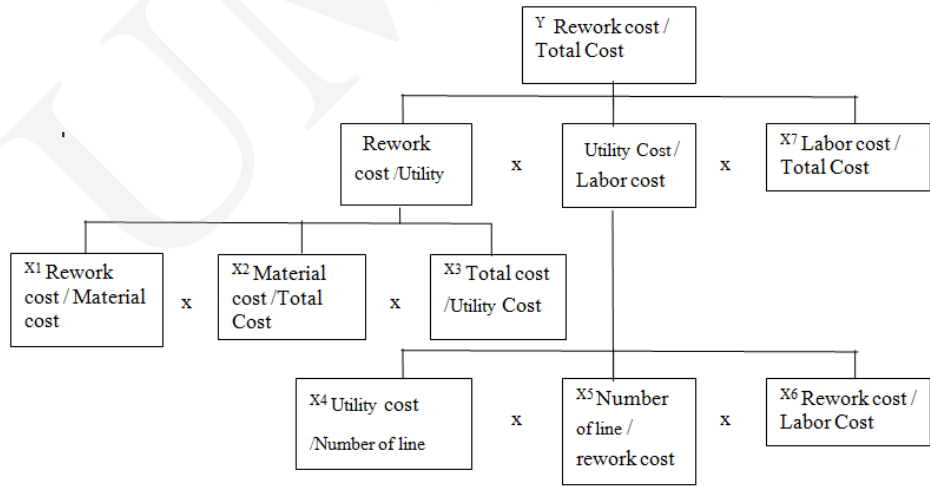 Y Rework cost /
Total Cost
Rework
cost /Utility
x
Utility Cost /
Labor cost
x
X7 Labor cost /
Total Cost
X1 Rework
cost / Material
cost
x
X2 Material
cost /Total
Cost
x
X3 Total cost
/Utility Cost
X4 Utility cost
/Number of line
x
X5 Number
of line /
rework cost
x
X6 Rework cost /
Labor Cost